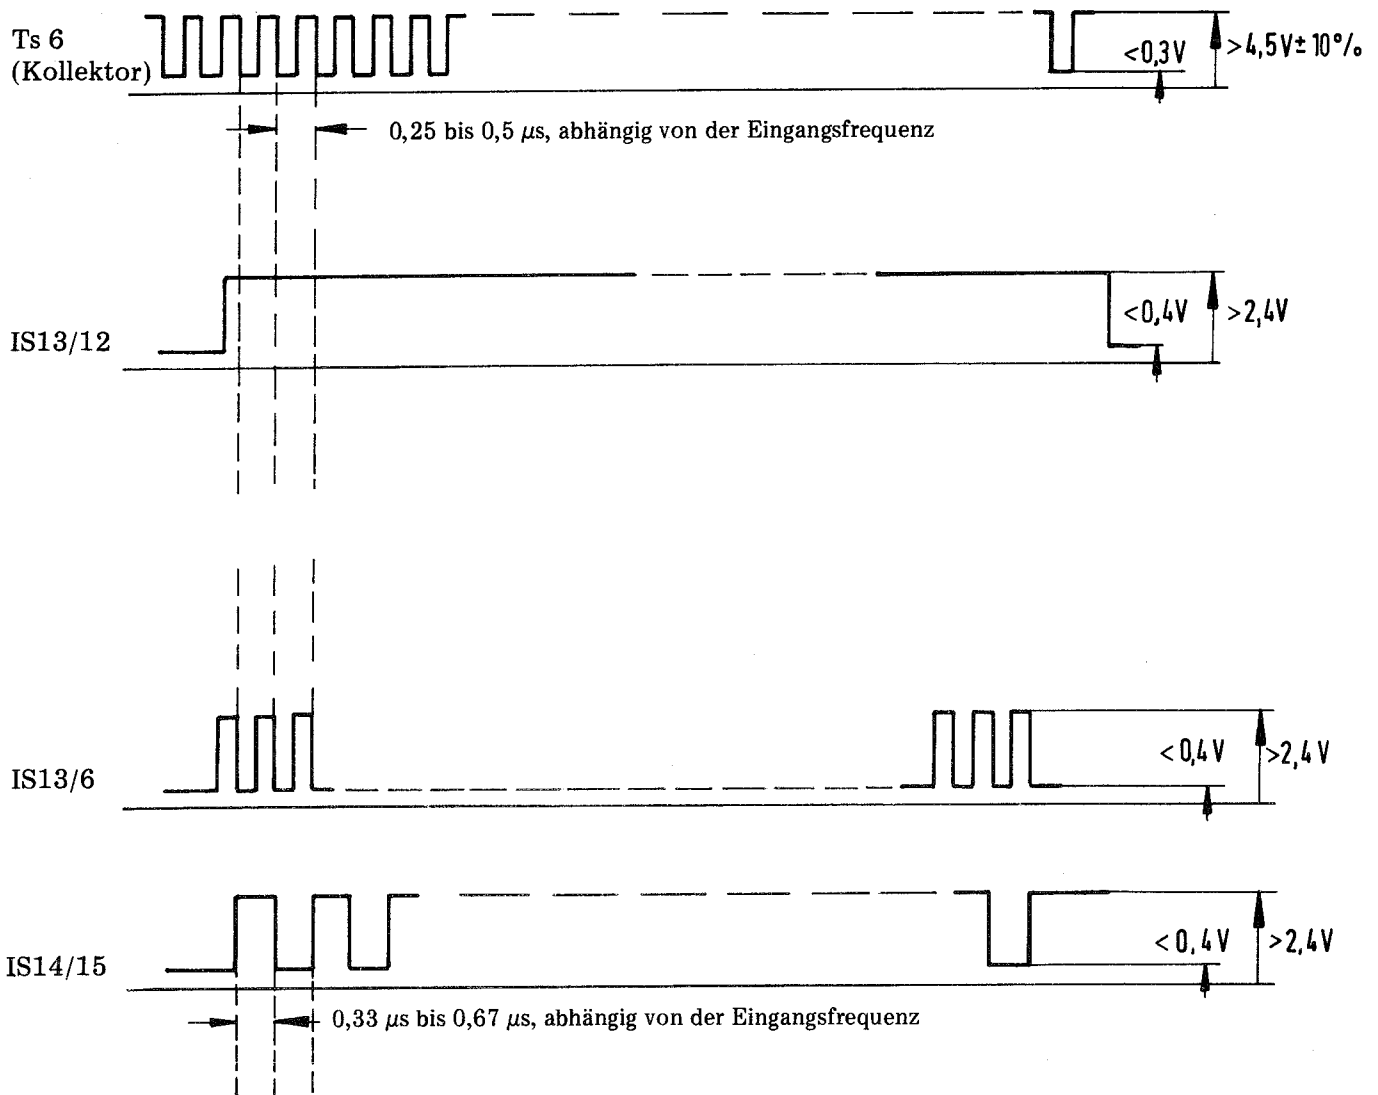 Ts 6
(Kollektor)
<0,3V
>4,5V± 10%
0,25 bis 0,5 μs, abhängig von der Eingangsfrequenz
IS13/12
<0,4V
>2,4V
IS13/6
<0,4V
>2,4V
IS14/15
<0,4V
>2,4V
0,33 μs bis 0,67 μs, abhängig von der Eingangsfrequenz